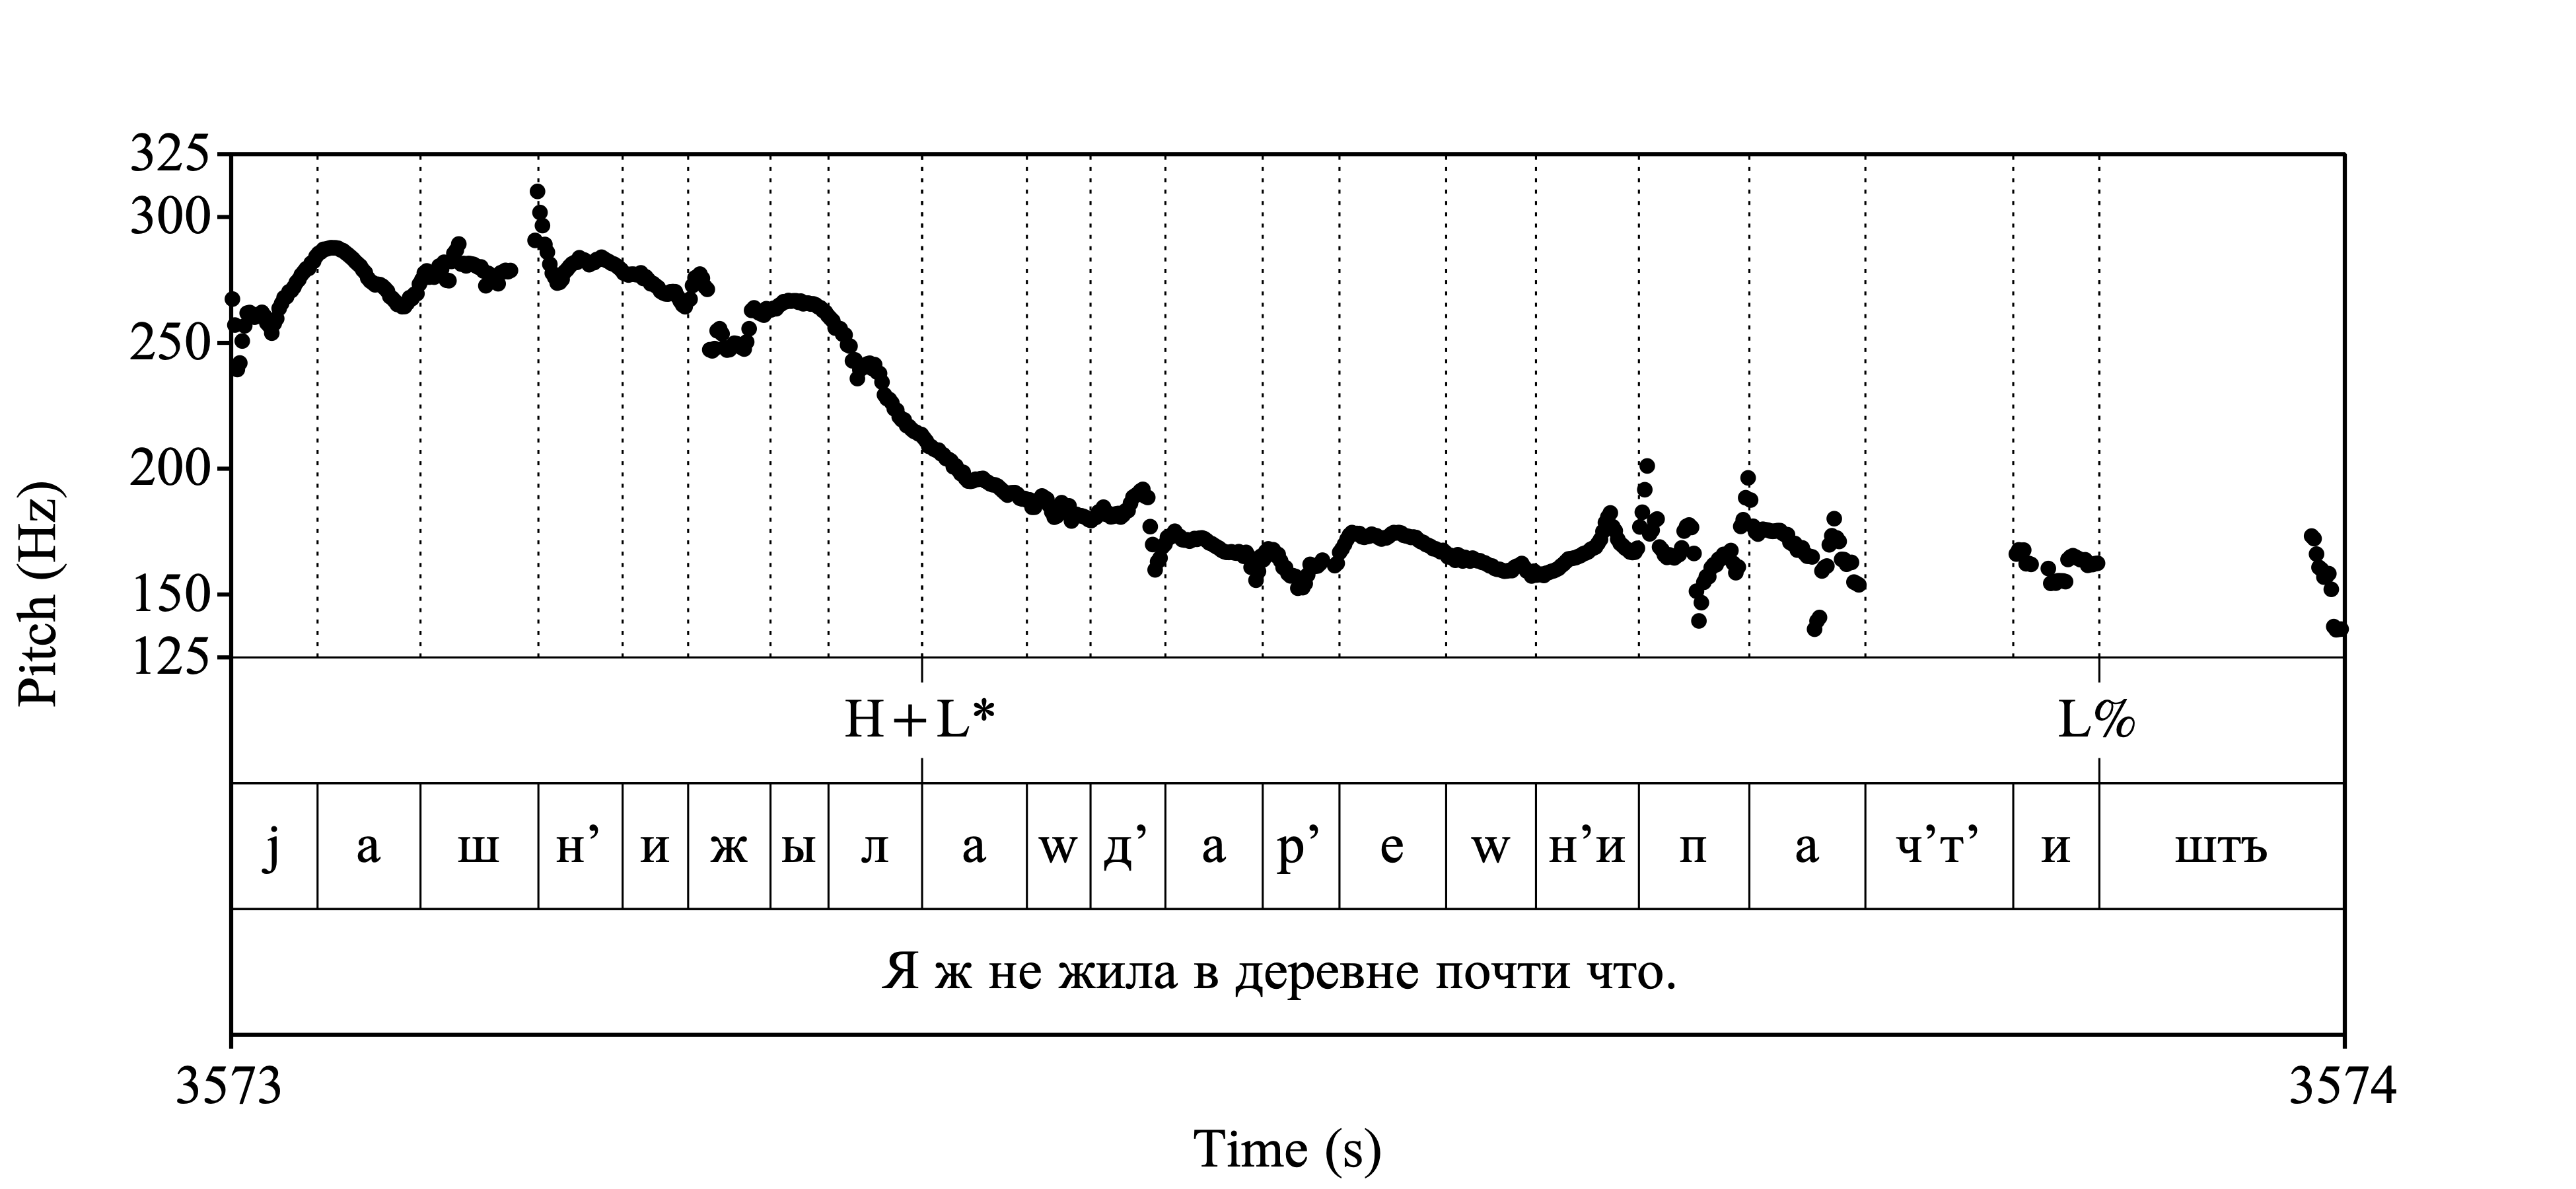 325
300
250
200
150
125
Pitch (Hz)
H+L* L%
j а ш н’ и ж ы л а w д’ а р’ е w н’и п а ч’т’ и штъ
Я ж не жила в деревне почти что.
3573 3574
Time (s)